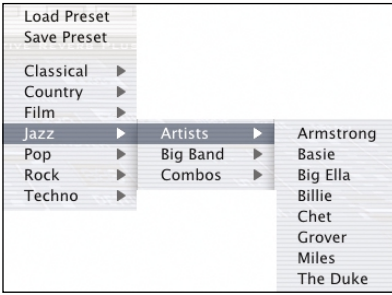 Load Preset
Save Preset
Classical
Country
Film
Jazz
Pop
Rock
Techno
Artists
Big Band
Combos
Armstrong
Basie
Big Ella
Billie
Chet
Grover
Miles
The Duke